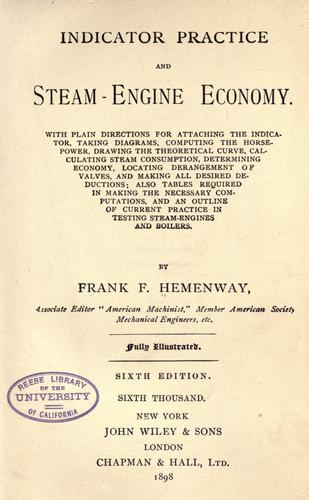 INDICATOR PRACTICE
AND
STEAM-ENGINE ECONOMY.
WITH PLAIN DIRECTIONS FOR ATTACHING THE INDICA-
TOR, TAKING DIAGRAMS, COMPUTING THE HORSE-
POWER, DRAWING THE THEORETICAL CURVE, CAL-
CULATING STEAM CONSUMPTION, DETERMINING
ECONOMY, LOCATING DERANGEMENT OF
VALVES, AND MAKING ALL DESIRED DE-
DUCTIONS; ALSO TABLES REQUIRED
IN MAKING THE NECESSARY COM-
PUTATIONS, AND AN OUTLINE
OF CURRENT PRACTICE IN
TESTING STEAM-ENGINES
AND BOILERS.
BY
FRANK F. HEMENWAY,
Associate Editor "American Machinist," Member American Society
Mechanical Engineers, etc.
Fully Illustrated.
SIXTH EDITION.
SIXTH THOUSAND.
REESE LIBRARY
OF THE
UNIVERSITY
OF CALIFORNIA
NEW YORK
JOHN WILEY & SONS
LONDON
CHAPMAN & HALL, LTD.
1898